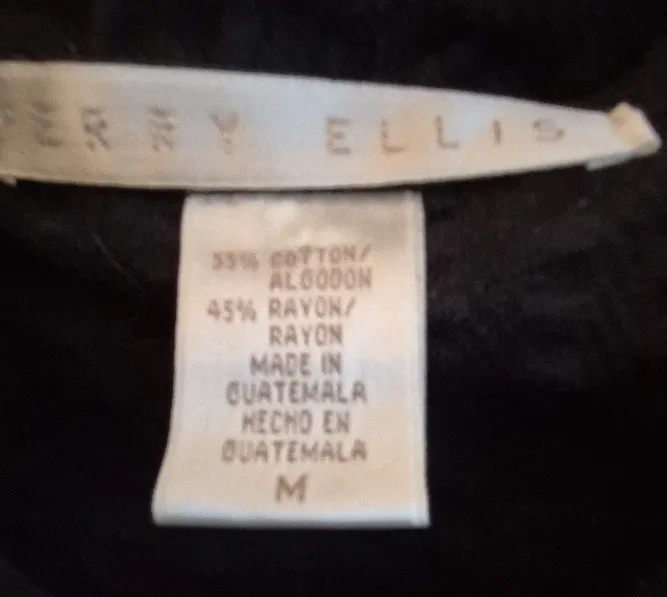 ERRY ELLIS
55% COTTON/
ALGODON
45% RAYON/
RAYON
MADE IN
GUATEMALA
HECHO EN
GUATEMALA
M